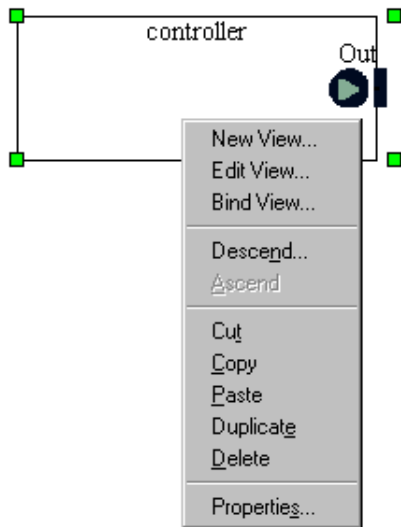 controller
Out
New View...
Edit View...
Bind View...
Descend...
Ascend
Cut
Copy
Paste
Duplicate
Delete
Properties...